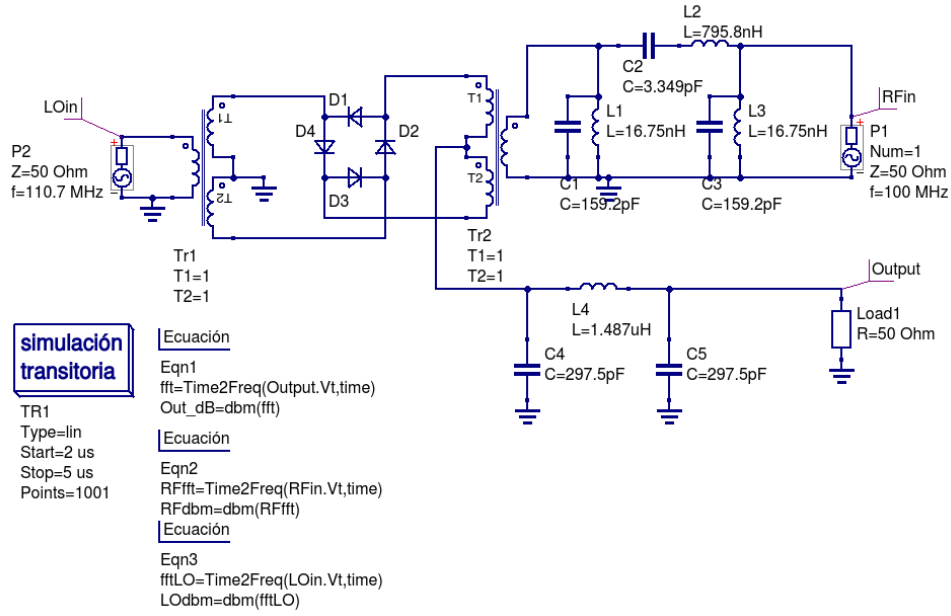 L2
L=795.8nH
C2
C=3.349pF
L1
L=16.75nH
L3
L=16.75nH
C1
C=159.2pF
C3
C=159.2pF
RFin
P1
Num=1
Z=50 Ohm
f=100 MHz
LOin
P2
Z=50 Ohm
f=110.7 MHz
T1
T2
Tr1
T1=1
T2=1
D1
D4
D2
D3
T1
T2
Tr2
T1=1
T2=1
L4
L=1.487uH
C4
C=297.5pF
C5
C=297.5pF
Output
Load1
R=50 Ohm
simulación
transitoria
TR1
Type=lin
Start=2 us
Stop=5 us
Points=1001
Ecuación
Eqn1
fft=Time2Freq(Output.Vt,time)
Out_dB=dbm(fft)
Ecuación
Eqn2
RFfft=Time2Freq(RFin.Vt,time)
RFdbm=dbm(RFfft)
Ecuación
Eqn3
fftLO=Time2Freq(LOin.Vt,time)
LOdbm=dbm(fftLO)